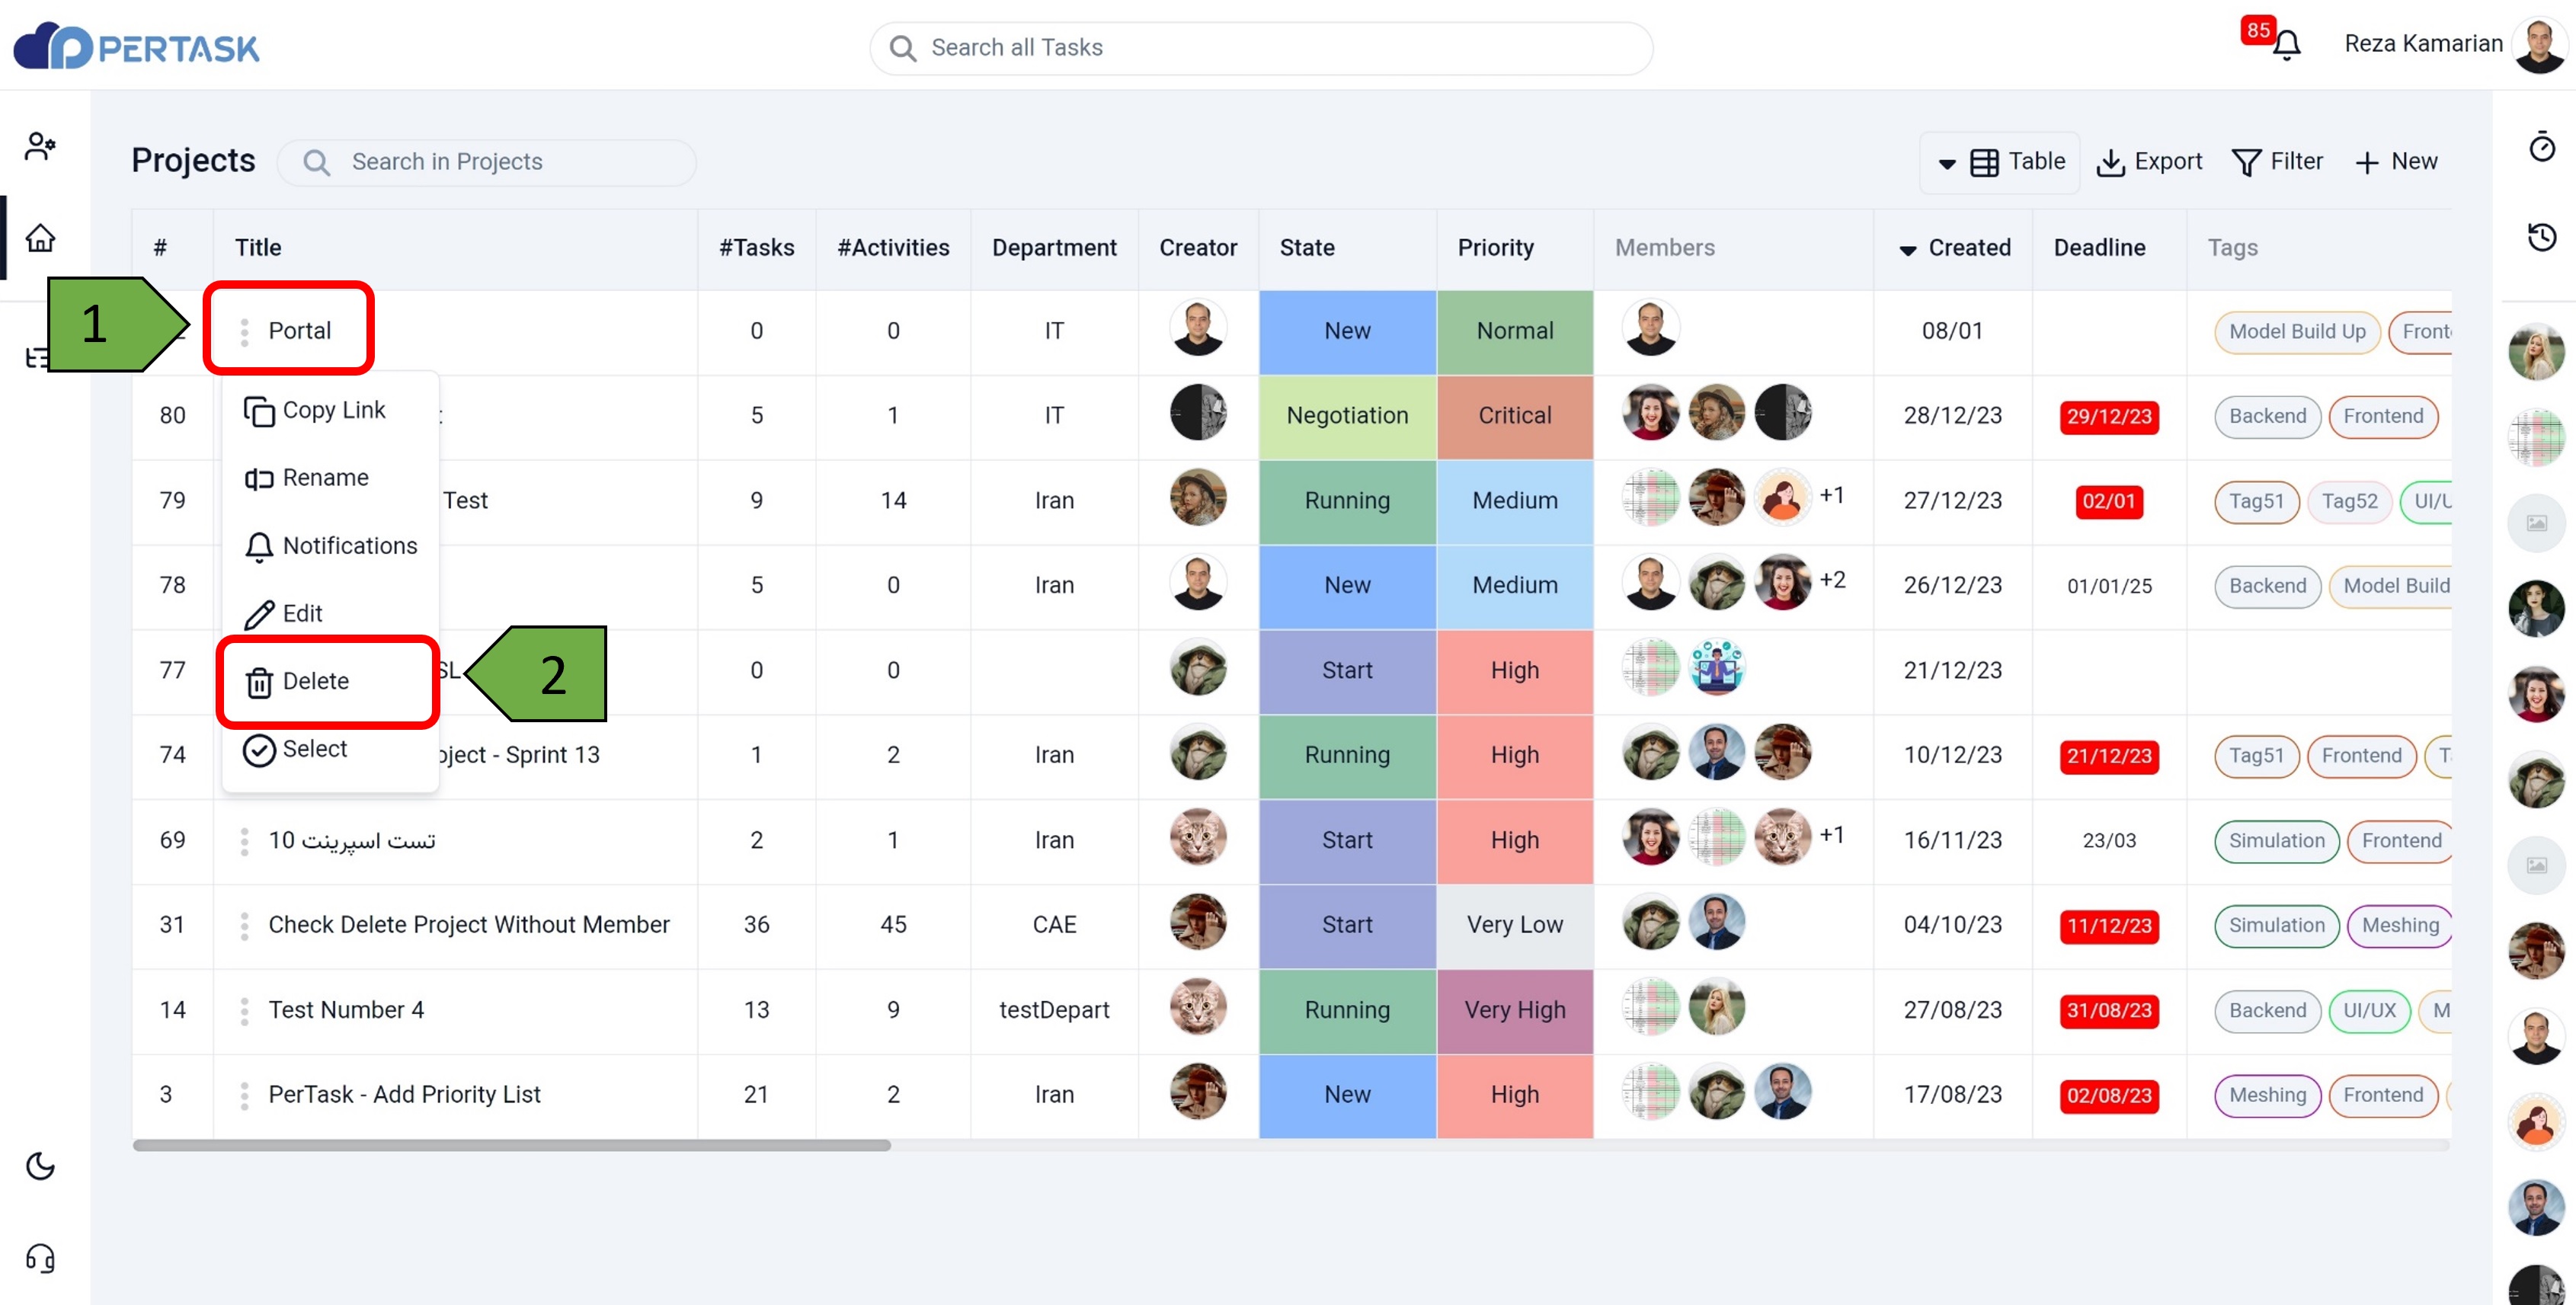 PERTASK
Search all Tasks
85
Reza Kamarian
Projects
Search in Projects
Table
Export
Filter
New
# Title #Tasks #Activities Department Creator State Priority Members Created Deadline Tags
1
Portal 0 0 IT New Normal 08/01 Model Build Up
80 5 1 IT Negotiation Critical 28/12/23 29/12/23 Backend Frontend
79 Test 9 14 Iran Running Medium +1 27/12/23 02/01 Tag51 Tag52
78 5 0 Iran New Medium +2 26/12/23 01/01/25 Backend Model Build
77 SL 0 0 Start High 21/12/23
74 oject - Sprint 13 1 2 Iran Running High 10/12/23 21/12/23 Tag51 Frontend
69 تست اسپرینت 10 2 1 Iran Start High +1 16/11/23 23/03 Simulation Frontend
31 Check Delete Project Without Member 36 45 CAE Start Very Low 04/10/23 11/12/23 Simulation Meshing
14 Test Number 4 13 9 testDepart Running Very High 27/08/23 31/08/23 Backend UI/UX M
3 PerTask - Add Priority List 21 2 Iran New High 17/08/23 02/08/23 Meshing Frontend
Copy Link
Rename
Notifications
Edit
Delete
2
Select